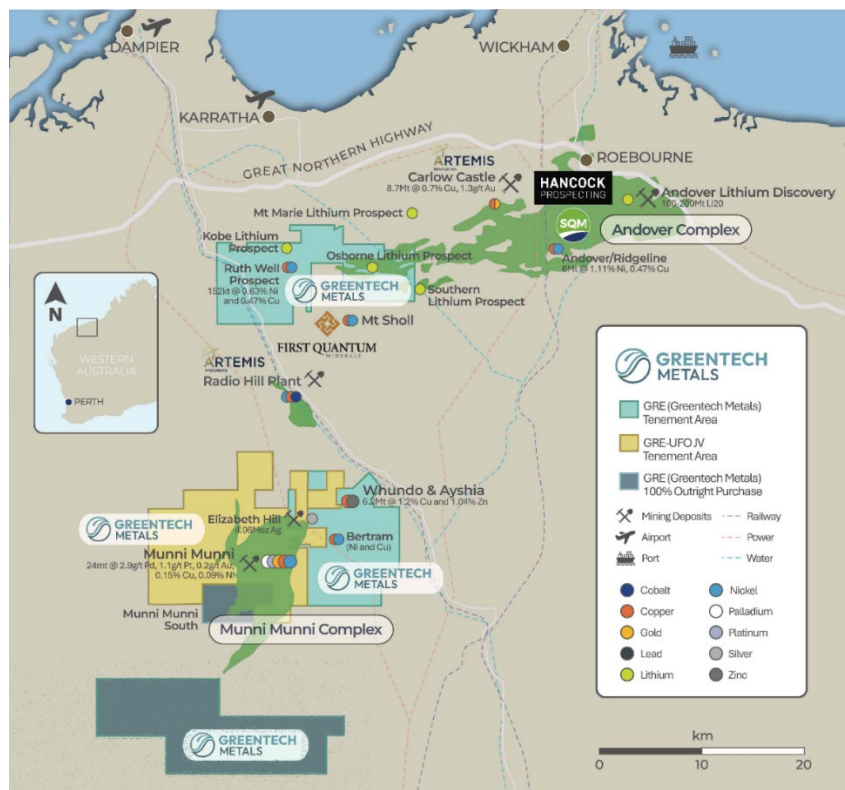 DAMPIER
WICKHAM
KARRATHA
GREAT NORTHERN HIGHWAY
ROEBOURNE
ARTEMIS
Carlow Castle
8.7Mt @ 0.7% Cu, 1.3g/t Au
HANCOCK
PROSPECTING
Andover Lithium Discovery
100-200Mt Li20
Mt Marie Lithium Prospect
SQM
Andover Complex
Kobe Lithium
Prospect
Osborne Lithium Prospect
Andover/Ridgeline
6Mt @ 1.11% Ni, 0.47% Cu
Ruth Well
Prospect
152kt @ 0.63% Ni
and 0.47% Cu
GREENTECH
METALS
Southern
Lithium Prospect
N
WESTERN
AUSTRALIA
PERTH
Mt Sholl
FIRST QUANTUM
MINERALS
ARTEMIS
Radio Hill Plant
GREENTECH
METALS
GRE (Greentech Metals)
Tenement Area
GRE-UFO JV
Tenement Area
GRE (Greentech Metals)
100% Outright Purchase
Mining Deposits
Railway
Airport
Power
Port
Water
Cobalt
Nickel
Copper
Palladium
Gold
Platinum
Lead
Silver
Lithium
Zinc
Whundo & Ayshia
6.2Mt @ 1.2% Cu and 1.04% Zn
Elizabeth Hill
4.06Moz Ag
GREENTECH
METALS
Bertram
(Ni and Cu)
Munni Munni
24mt @ 2.9g/t Pd, 1.1g/t Pt, 0.2g/t Au,
0.15% Cu, 0.09% Ni
GREENTECH
METALS
Munni Munni
South
Munni Munni Complex
GREENTECH
METALS
km
0
10
20